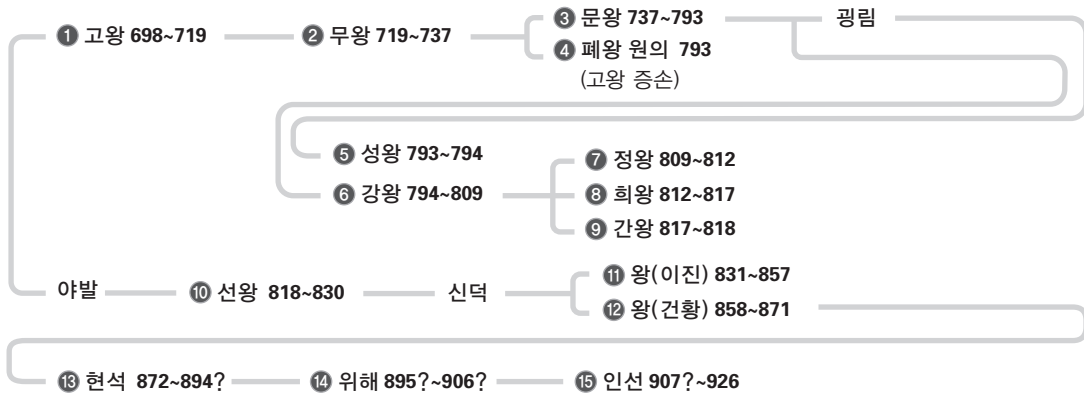 ❶ 고왕 698~719 ❷ 무왕 719~737 ❸ 문왕 737~793 굉림
❹ 폐왕 원의 793
(고왕 증손)
❺ 성왕 793~794 ❼ 정왕 809~812
❻ 강왕 794~809 ❽ 희왕 812~817
❾ 간왕 817~818
야발 ❿ 선왕 818~830 신덕 ⓫ 왕(이진) 831~857
⓬ 왕(건황) 858~871
⓭ 현석 872~894? ⓮ 위해 895?~906? ⓯ 인선 907?~926